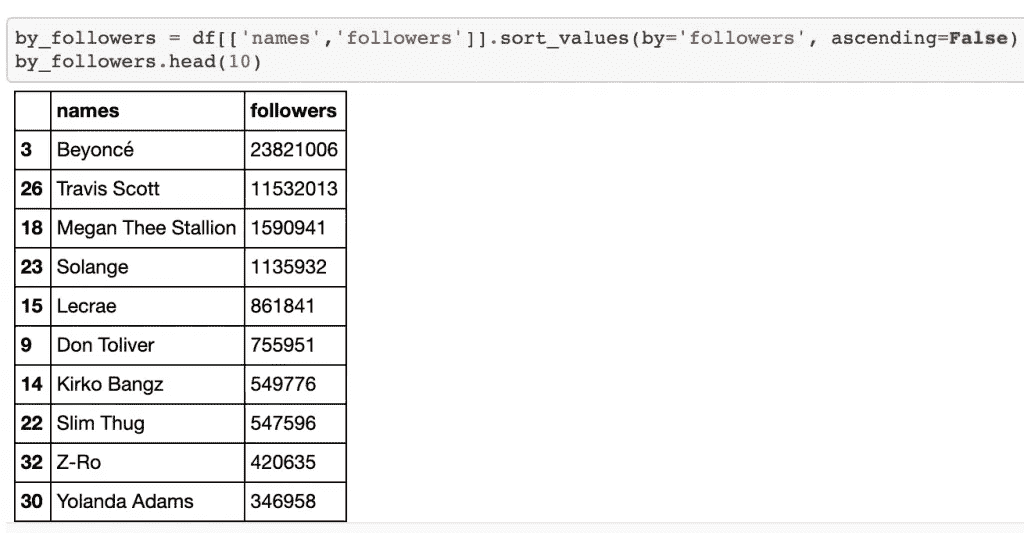 by_followers = df[['names','followers']].sort_values(by='followers', ascending=False)
by_followers.head(10)
names followers
3 Beyoncé 23821006
26 Travis Scott 11532013
18 Megan Thee Stallion 1590941
23 Solange 1135932
15 Lecrae 861841
9 Don Toliver 755951
14 Kirko Bangz 549776
22 Slim Thug 547596
32 Z-Ro 420635
30 Yolanda Adams 346958